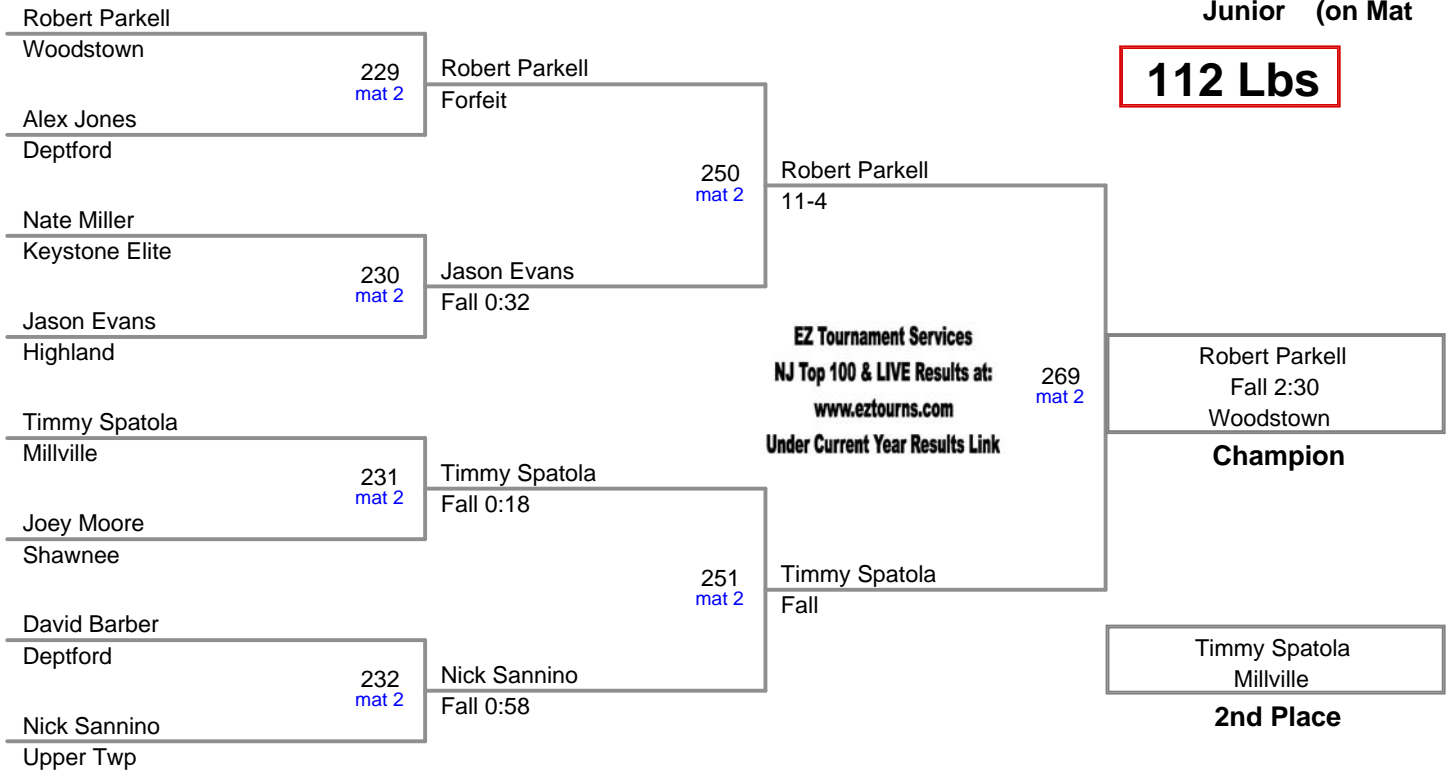 Junior (on Mat
112 Lbs
Robert Parkell
Woodstown
229
mat 2
Alex Jones
Deptford
Nate Miller
Keystone Elite
230
mat 2
Jason Evans
Highland
Timmy Spatola
Millville
231
mat 2
Joey Moore
Shawnee
David Barber
Deptford
232
mat 2
Nick Sannino
Upper Twp
Robert Parkell
Forfeit
250
mat 2
Jason Evans
Fall 0:32
Timmy Spatola
Fall 0:18
251
mat 2
Nick Sannino
Fall 0:58
Robert Parkell
11-4
EZ Tournament Services
NJ Top 100 & LIVE Results at:
www.eztourns.com
Under Current Year Results Link
269
mat 2
Timmy Spatola
Fall
Robert Parkell
Fall 2:30
Woodstown
Champion
Timmy Spatola
Millville
2nd Place